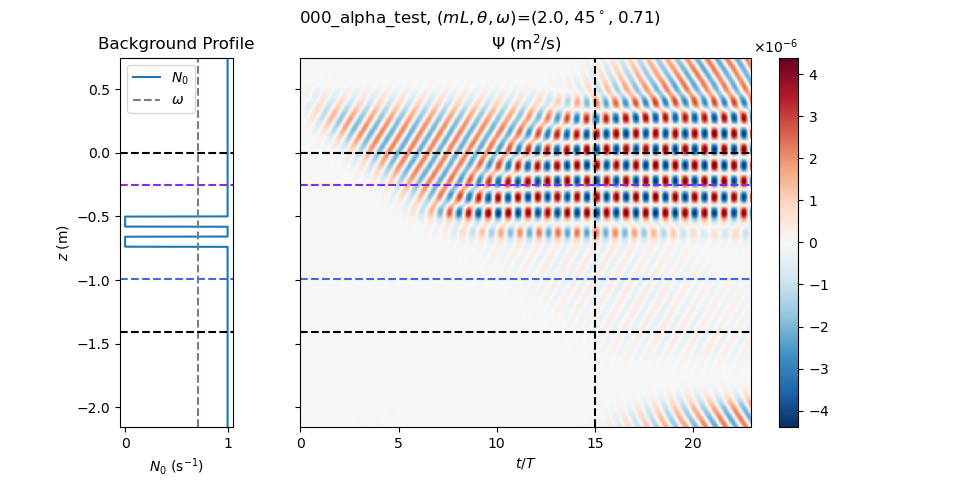 000_alpha_test, (mL, θ, ω)=(2.0, 45°, 0.71)
Background Profile
Ψ (m²/s)
×10⁻⁶
N₀
ω
0.5
0.0
−0.5
−1.0
−1.5
−2.0
z (m)
0
1
N₀ (s⁻¹)
0
5
10
15
20
t/T
4
3
2
1
0
−1
−2
−3
−4